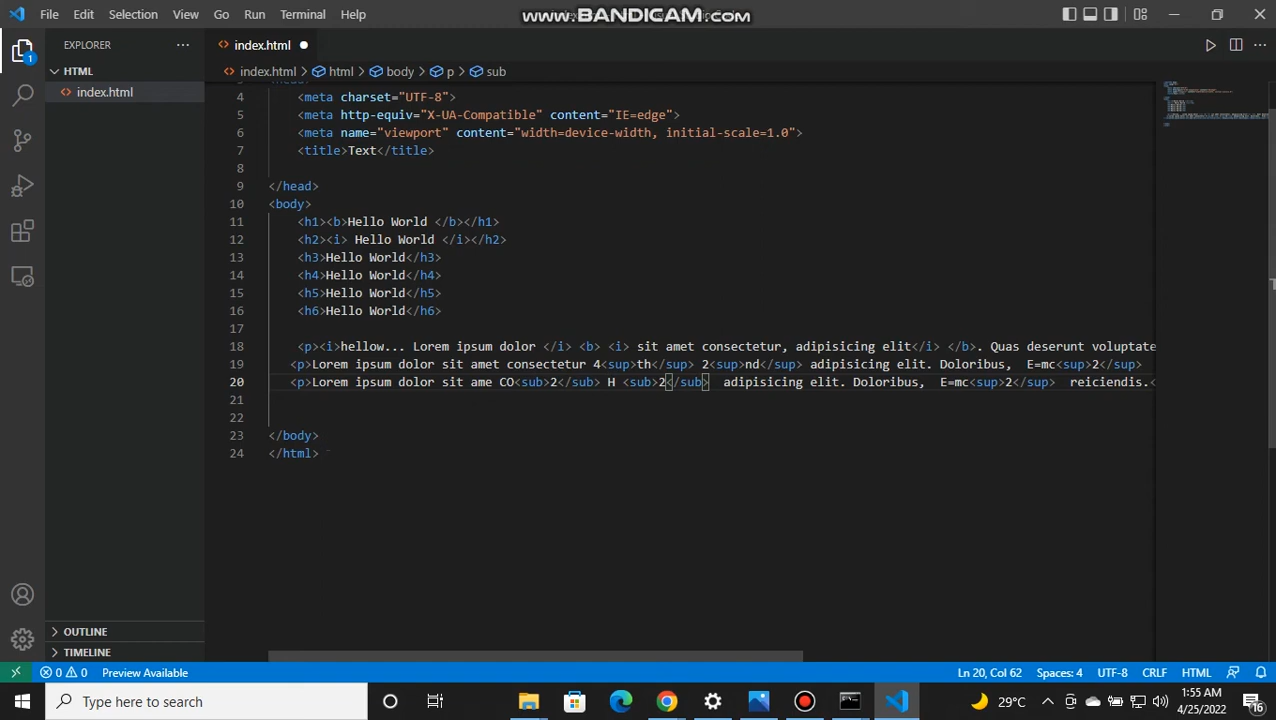 File Edit Selection View Go Run Terminal Help
www.BANDICAM.com
EXPLORER
HTML
index.html
index.html
index.html > html > body > p > sub
4 <meta charset="UTF-8">
5 <meta http-equiv="X-UA-Compatible" content="IE=edge">
6 <meta name="viewport" content="width=device-width, initial-scale=1.0">
7 <title>Text</title>
8
9 </head>
10 <body>
11 <h1><b>Hello World </b></h1>
12 <h2><i> Hello World </i></h2>
13 <h3>Hello World</h3>
14 <h4>Hello World</h4>
15 <h5>Hello World</h5>
16 <h6>Hello World</h6>
17
18 <p><i>hellow... Lorem ipsum dolor </i> <b> <i> sit amet consectetur, adipisicing elit</i> </b>. Quas deserunt voluptate
19 <p>Lorem ipsum dolor sit amet consectetur 4<sup>th</sup> 2<sup>nd</sup> adipisicing elit. Doloribus, E=mc<sup>2</sup>
20 <p>Lorem ipsum dolor sit ame CO<sub>2</sub> H <sub>2</sub> adipisicing elit. Doloribus, E=mc<sup>2</sup> reiciendis.<
21
22
23 </body>
24 </html>
OUTLINE
TIMELINE
0 0 Preview Available
Ln 20, Col 62 Spaces: 4 UTF-8 CRLF HTML
Type here to search
29°C
1:55 AM
4/25/2022
16
1